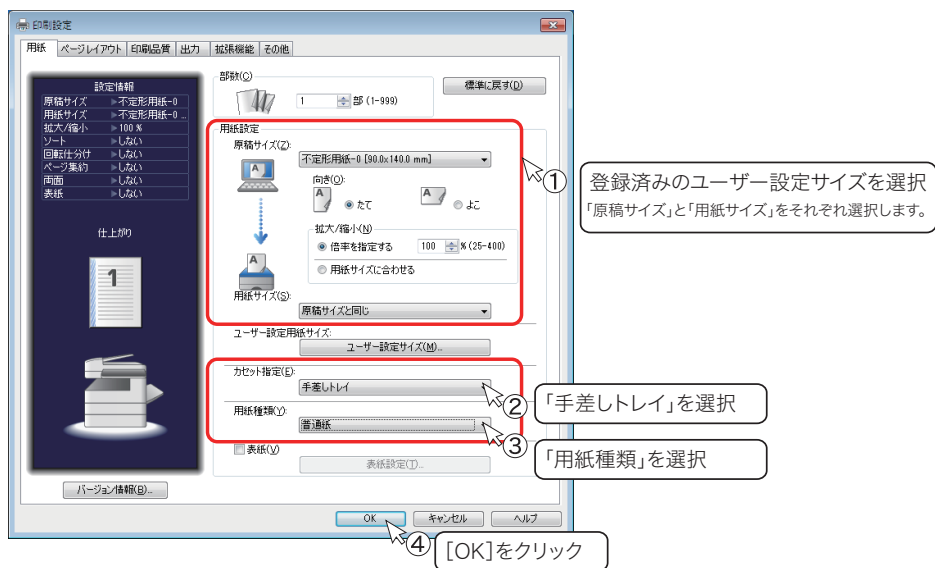 印刷設定
用紙 ページレイアウト 印刷品質 出力 拡張機能 その他
設定情報
原稿サイズ ▶不定形用紙-0
用紙サイズ ▶不定形用紙-0 ...
拡大/縮小 ▶100 %
ソート ▶しない
回転仕分け ▶しない
ページ集約 ▶しない
両面 ▶しない
表紙 ▶しない
仕上がり
1
バージョン情報(B)...
部数(C)
1 部 (1-999)
標準に戻す(D)
用紙設定
原稿サイズ(Z):
不定形用紙-0 [90.0x140.0 mm]
A
向き(O):
A たて A よこ
拡大/縮小(N)
倍率を指定する 100 % (25-400)
用紙サイズに合わせる
A
用紙サイズ(S):
原稿サイズと同じ
ユーザー設定用紙サイズ:
ユーザー設定サイズ(M)...
カセット指定(E):
手差しトレイ
用紙種類(Y):
普通紙
表紙(V)
表紙設定(T)...
OK キャンセル ヘルプ
①
登録済みのユーザー設定サイズを選択
「原稿サイズ」と「用紙サイズ」をそれぞれ選択します。
②
「手差しトレイ」を選択
③
「用紙種類」を選択
④
[OK]をクリック